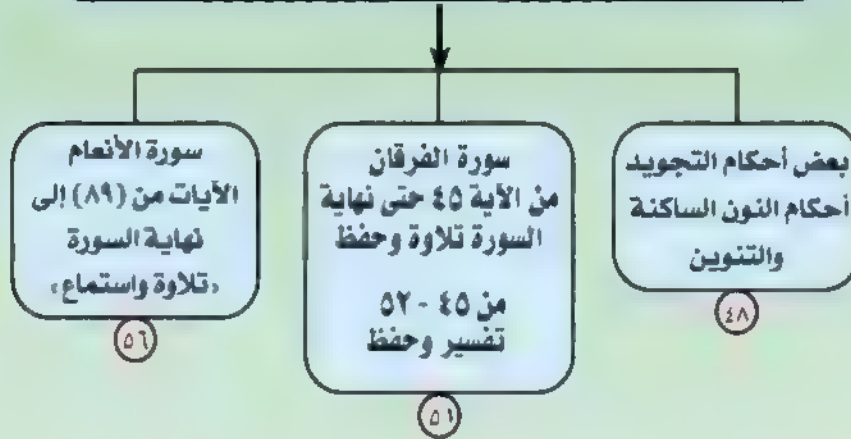 بعض أحكام التجويد
أحكام النون الساكنة
والتنوين
٤٨
سورة الفرقان
من الآية ٤٥ حتى نهاية
السورة تلاوة وحفظ
من ٤٥ - ٥٢
تفسير وحفظ
٥١
سورة الأنعام
الآيات من (٨٩) إلى
نهاية السورة
«تلاوة واستماع»
٥٦